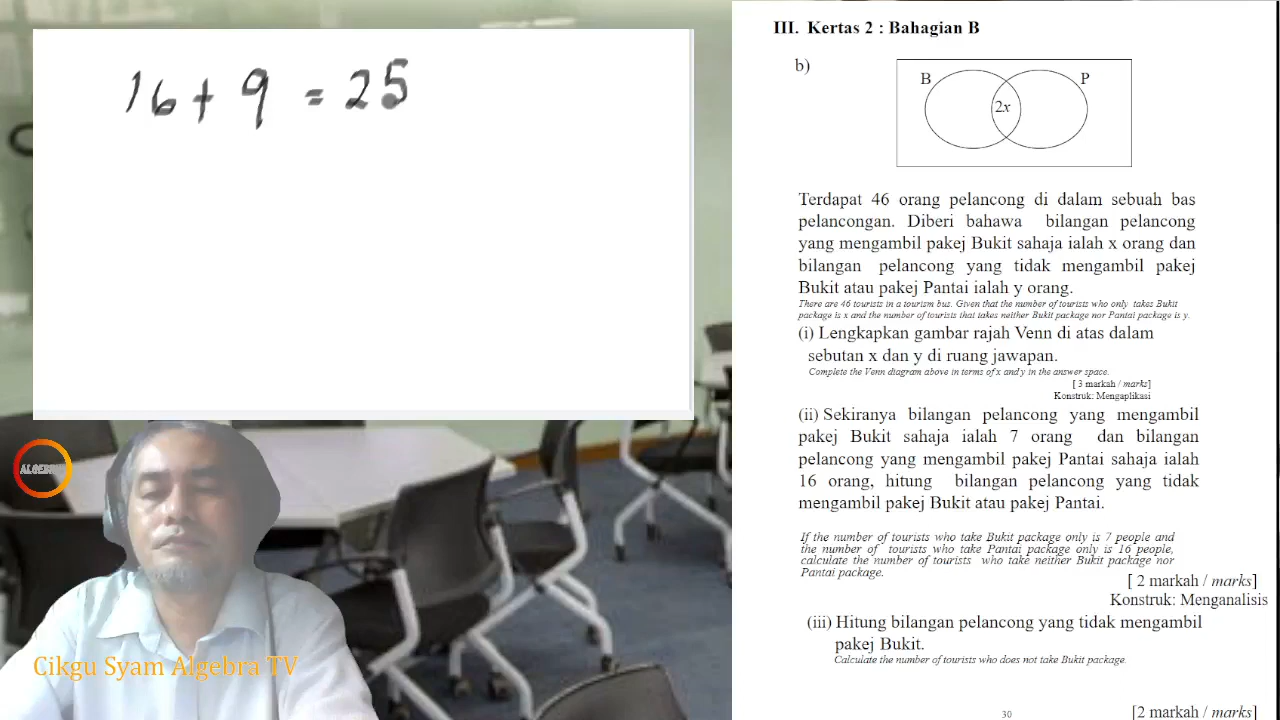 16 + 9 = 25
ALGEBRA
Cikgu Syam Algebra TV
III. Kertas 2 : Bahagian B
b)
B
P
2x
Terdapat 46 orang pelancong di dalam sebuah bas
pelancongan. Diberi bahawa bilangan pelancong
yang mengambil pakej Bukit sahaja ialah x orang dan
bilangan pelancong yang tidak mengambil pakej
Bukit atau pakej Pantai ialah y orang.
There are 46 tourists in a tourism bus. Given that the number of tourists who only takes Bukit
package is x and the number of tourists that takes neither Bukit package nor Pantai package is y.
(i) Lengkapkan gambar rajah Venn di atas dalam
sebutan x dan y di ruang jawapan.
Complete the Venn diagram above in terms of x and y in the answer space.
[ 3 markah / marks]
Konstruk: Mengaplikasi
(ii) Sekiranya bilangan pelancong yang mengambil
pakej Bukit sahaja ialah 7 orang dan bilangan
pelancong yang mengambil pakej Pantai sahaja ialah
16 orang, hitung bilangan pelancong yang tidak
mengambil pakej Bukit atau pakej Pantai.
If the number of tourists who take Bukit package only is 7 people and
the number of tourists who take Pantai package only is 16 people,
calculate the number of tourists who take neither Bukit package nor
Pantai package.
[ 2 markah / marks]
Konstruk: Menganalisis
(iii) Hitung bilangan pelancong yang tidak mengambil
pakej Bukit.
Calculate the number of tourists who does not take Bukit package
30
[2 markah / marks]